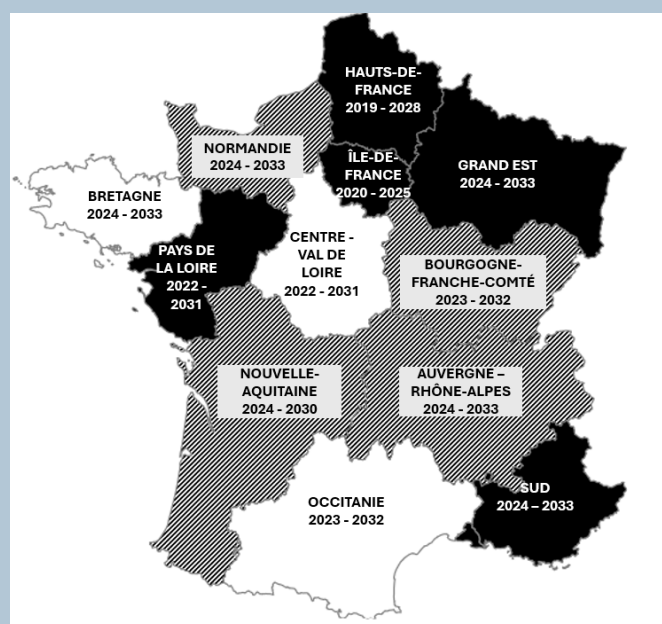 HAUTS-DE-
FRANCE
2019 - 2028
NORMANDIE
2024 - 2033
ÎLE-DE-
FRANCE
2020 - 2025
GRAND EST
2024 - 2033
BRETAGNE
2024 - 2033
PAYS DE
LA LOIRE
2022 -
2031
CENTRE -
VAL DE
LOIRE
2022 - 2031
BOURGOGNE-
FRANCHE-COMTÉ
2023 - 2032
NOUVELLE-
AQUITAINE
2024 - 2030
AUVERGNE –
RHÔNE-ALPES
2024 - 2033
OCCITANIE
2023 - 2032
SUD
2024 – 2033